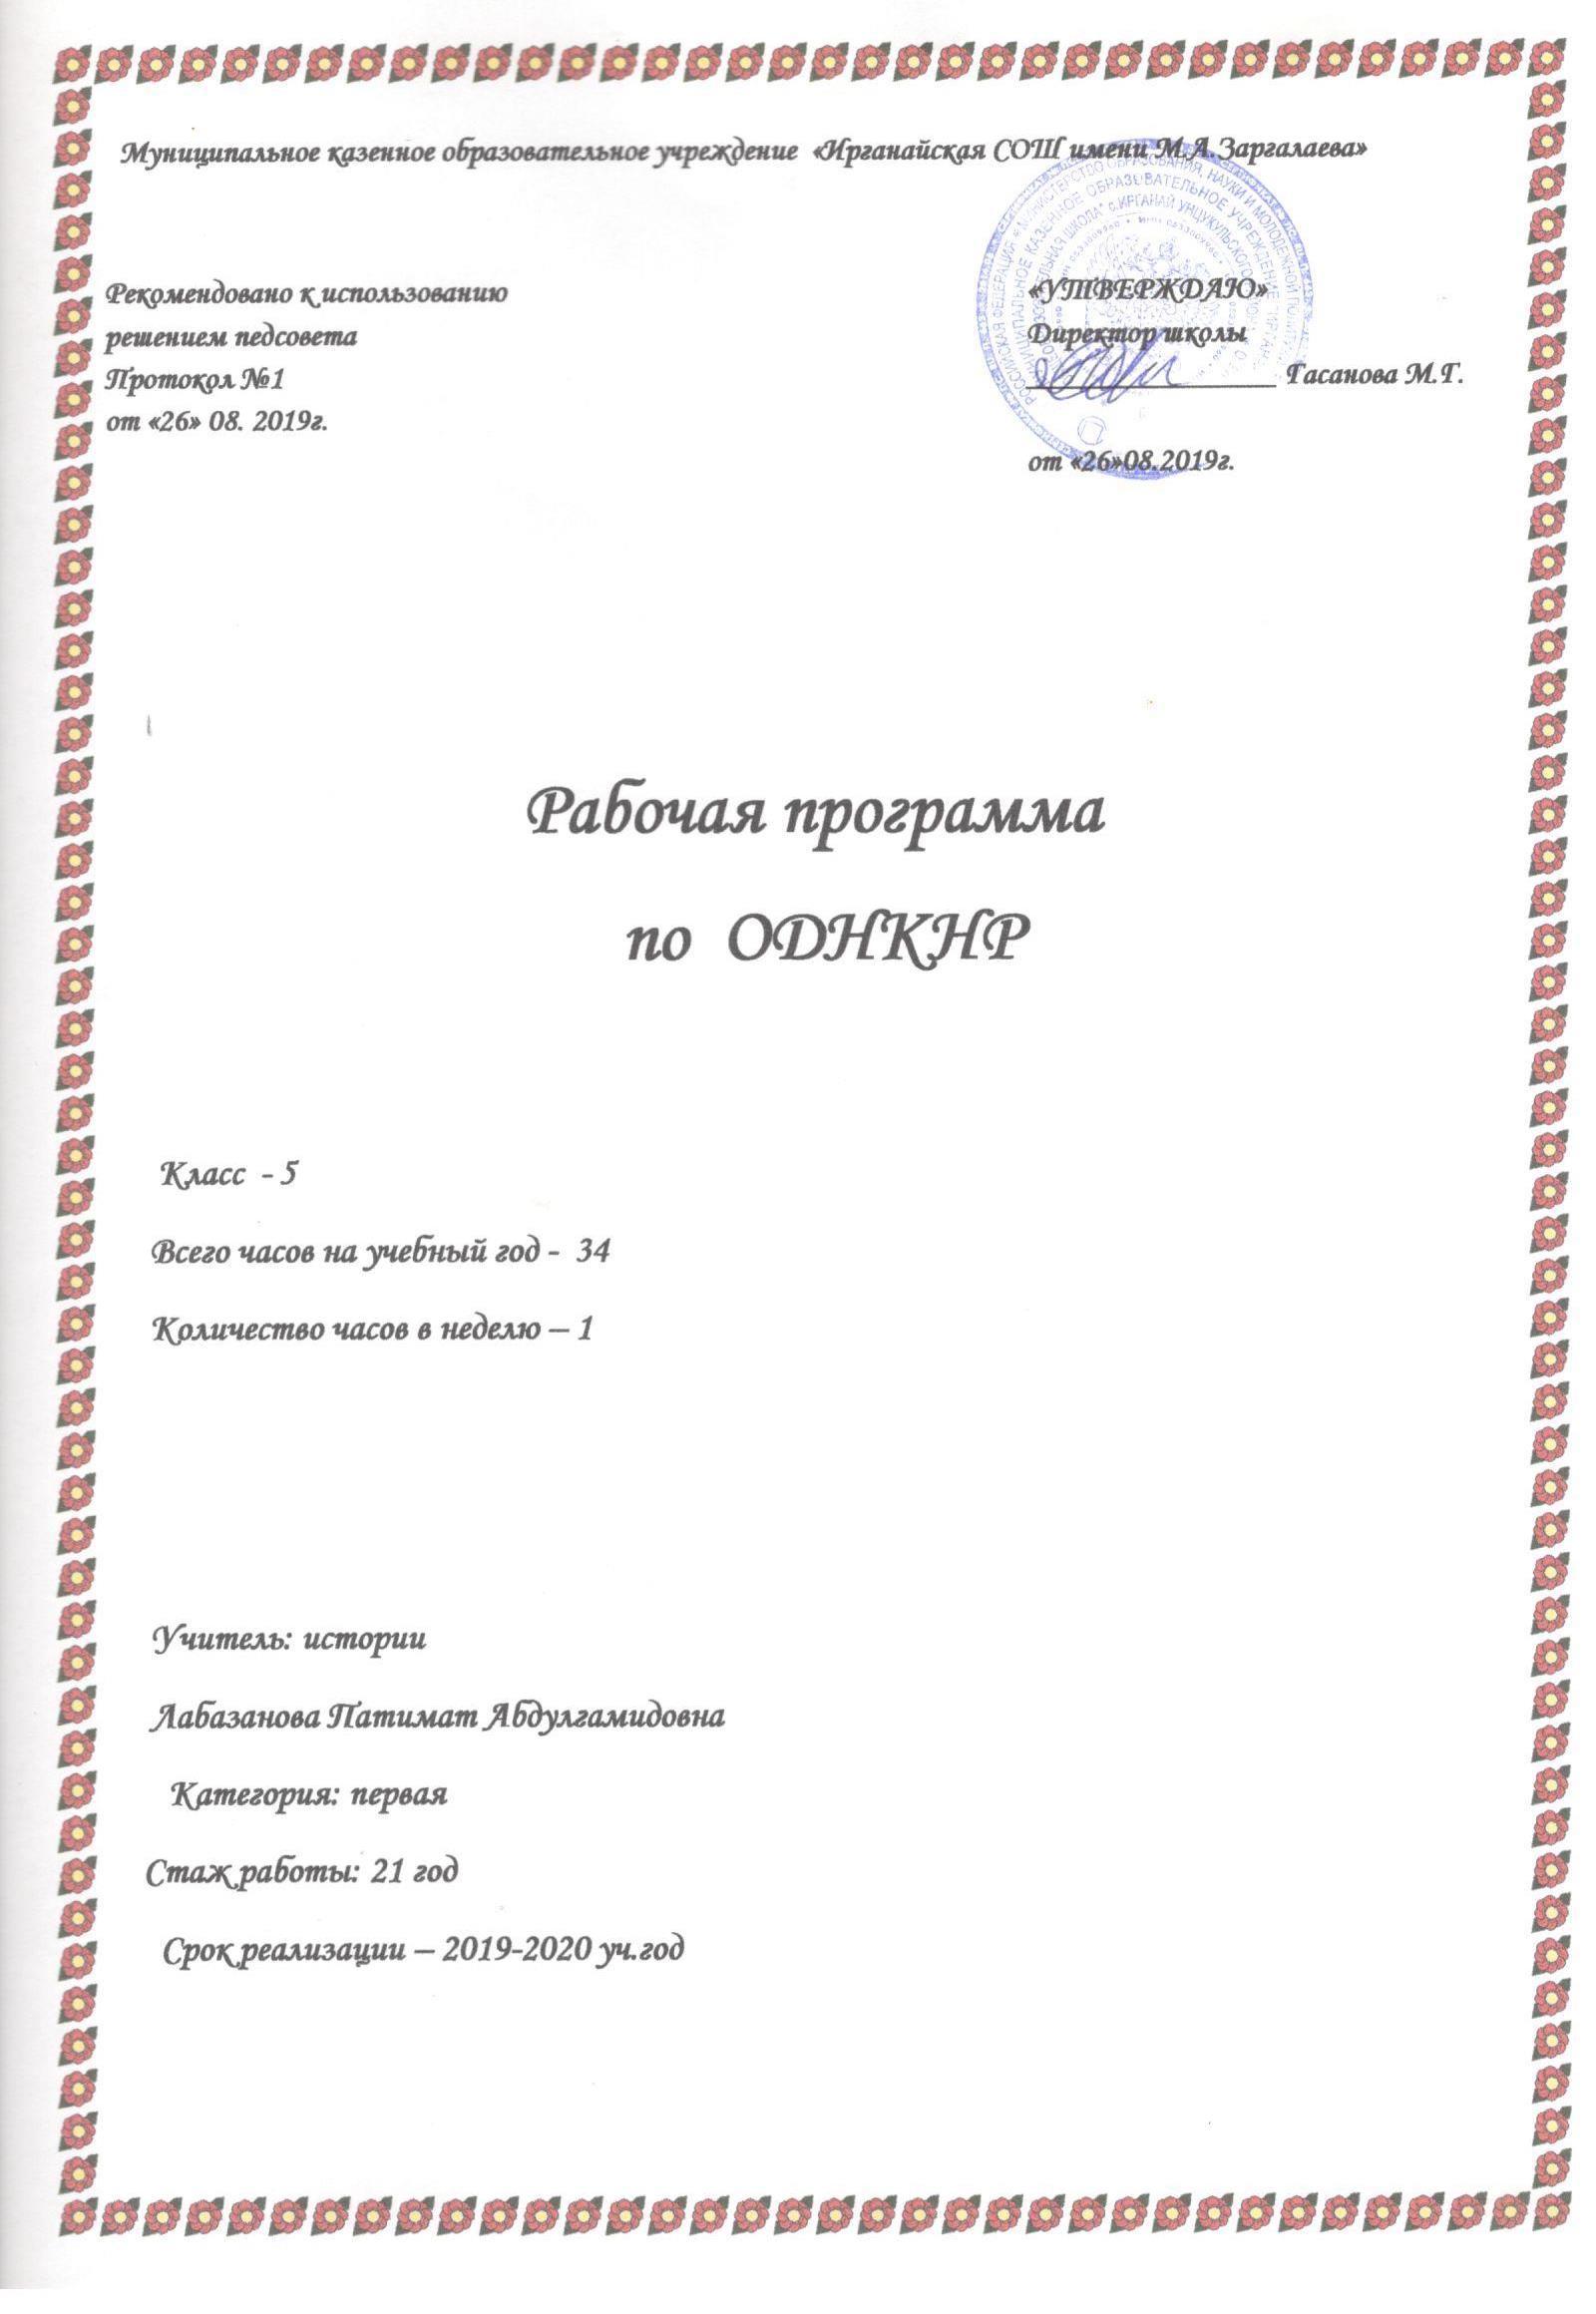 Муниципальное казенное образовательное учреждение «Ирганайская СОШ имени М.А. Заргалаева»
Рекомендовано к использованию
решением педсовета
Протокол №1
от «26» 08. 2019г.
«УТВЕРЖДАЮ»
Директор школы
Гасанова М.Г.
от «26»08.2019г.
Рабочая программа
по ОДНКНР
Класс - 5
Всего часов на учебный год - 34
Количество часов в неделю – 1
Учитель: истории
Лабазанова Патимат Абдулгамидовна
Категория: первая
Стаж работы: 21 год
Срок реализации – 2019-2020 уч.год